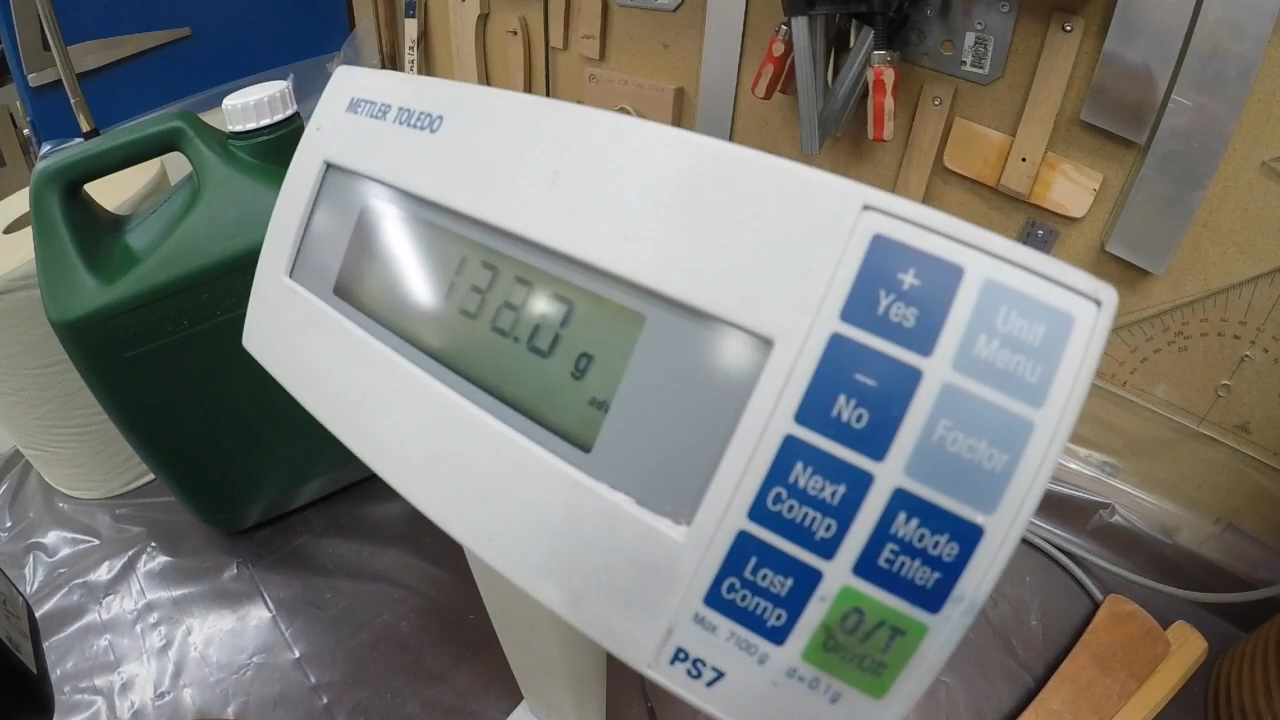 METTLER TOLEDO
132.0 g
+
Yes
Unit
Menu
−
No
Factor
Next
Comp
Mode
Enter
Last
Comp
O/T
On/Off
Max. 7100 g d=0.1g
PS7